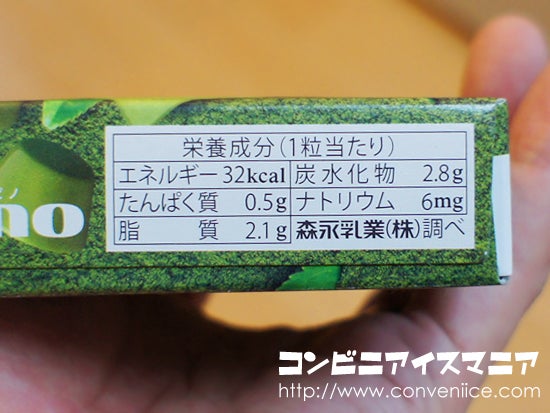 栄養成分(1粒当たり)
エネルギー 32kcal 炭水化物 2.8g
たんぱく質 0.5g ナトリウム 6mg
脂質 2.1g 森永乳業(株)調べ
ノ
no
コンビニアイスマニア
http://www.conveniice.com/